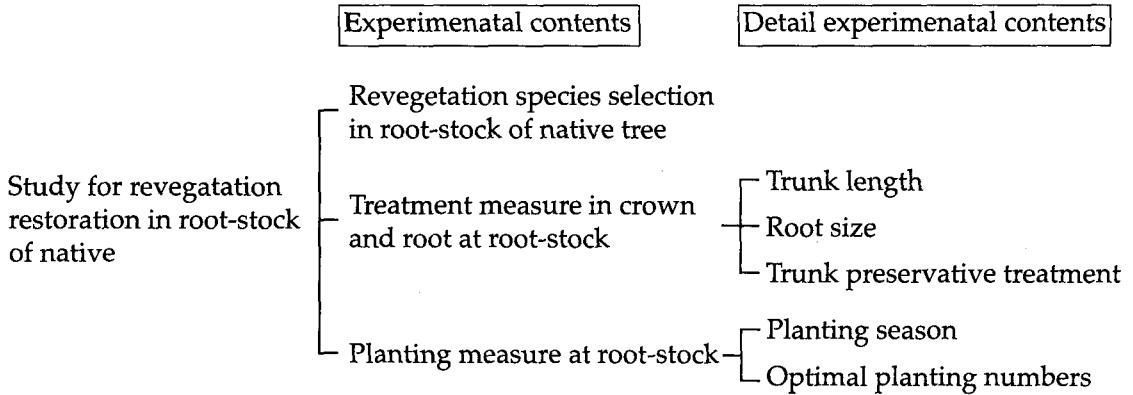 Experimenatal contents
Detail experimenatal contents
Revegetation species selection
in root-stock of native tree
Study for revegatation
restoration in root-stock
of native
Treatment measure in crown
and root at root-stock
Trunk length
Root size
Trunk preservative treatment
Planting measure at root-stock
Planting season
Optimal planting numbers